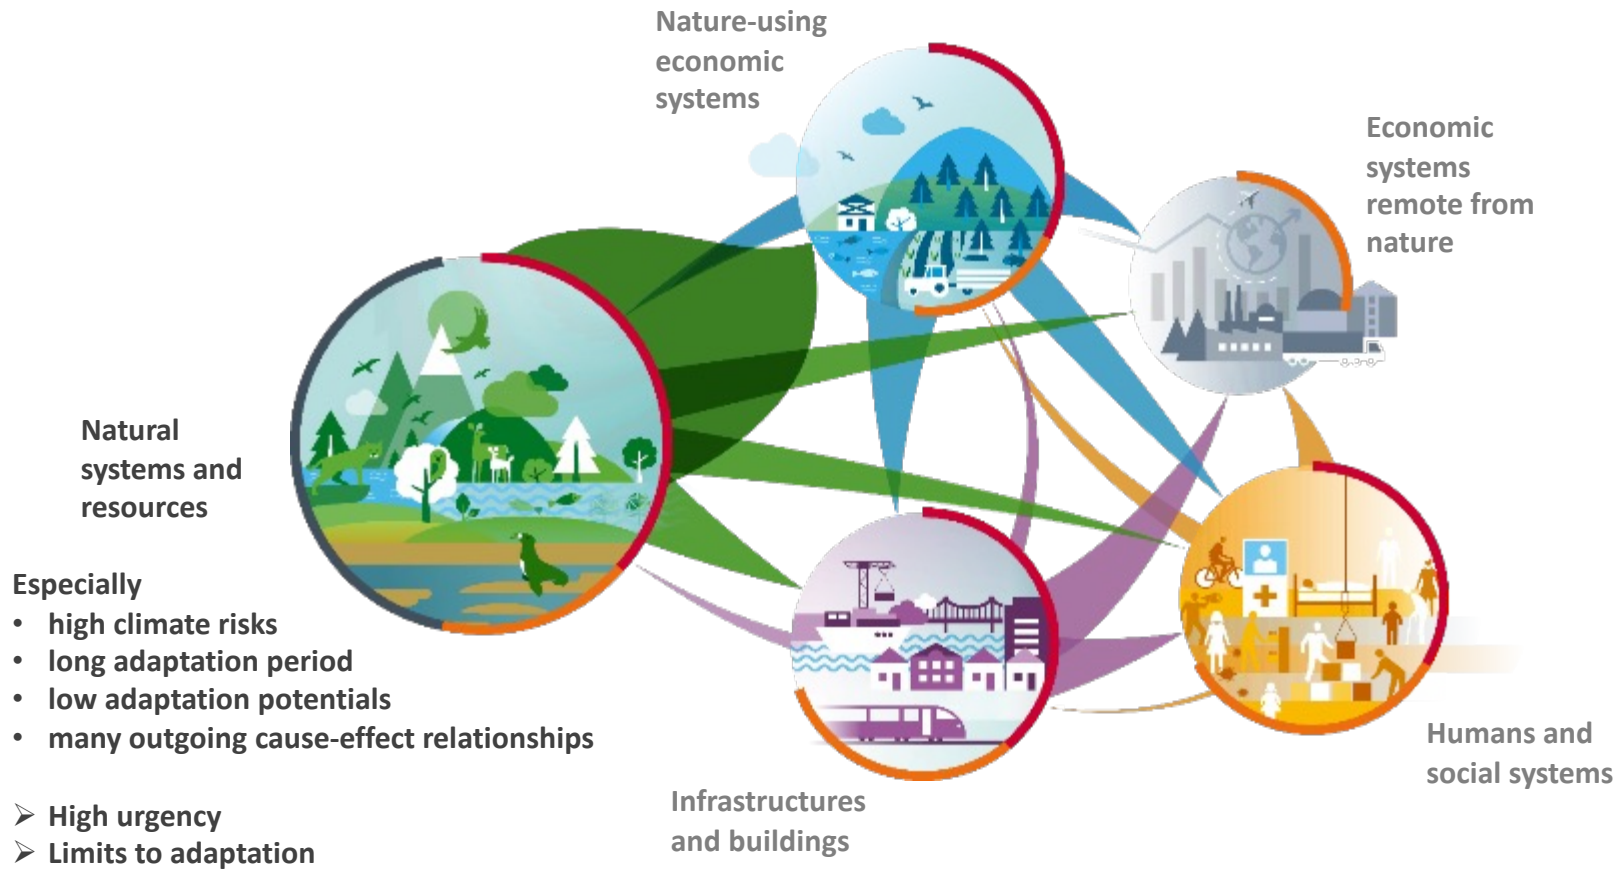 Nature-using
economic
systems
Economic
systems
remote from
nature
Natural
systems and
resources
Especially
• high climate risks
• long adaptation period
• low adaptation potentials
• many outgoing cause-effect relationships
➢ High urgency
➢ Limits to adaptation
Infrastructures
and buildings
Humans and
social systems